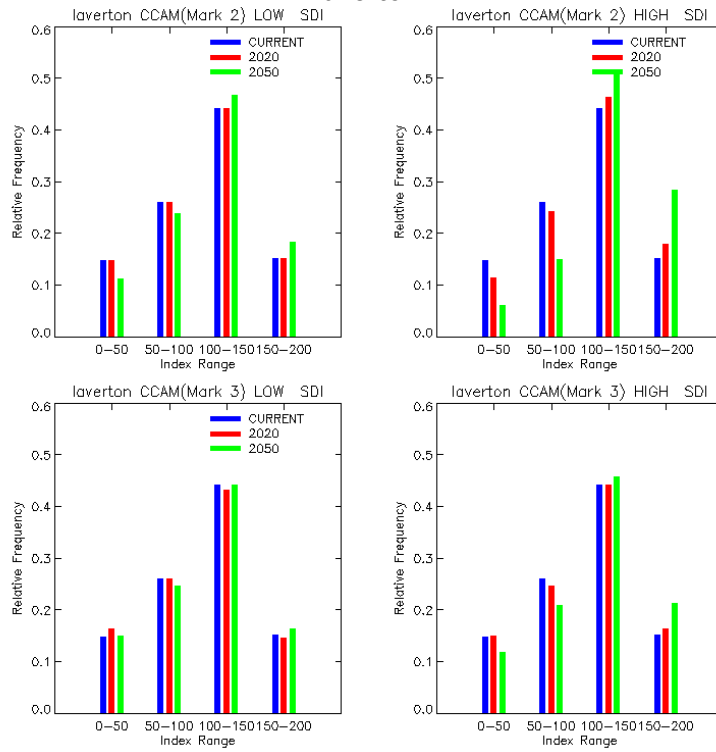 laverton CCAM(Mark 2) LOW SDI
0.6
0.5
0.4
0.3
0.2
0.1
0.0
Relative Frequency
CURRENT
2020
2050
0-50 50-100 100-150 150-200
Index Range
laverton CCAM(Mark 2) HIGH SDI
0.6
0.5
0.4
0.3
0.2
0.1
0.0
Relative Frequency
CURRENT
2020
2050
0-50 50-100 100-150 150-200
Index Range
laverton CCAM(Mark 3) LOW SDI
0.6
0.5
0.4
0.3
0.2
0.1
0.0
Relative Frequency
CURRENT
2020
2050
0-50 50-100 100-150 150-200
Index Range
laverton CCAM(Mark 3) HIGH SDI
0.6
0.5
0.4
0.3
0.2
0.1
0.0
Relative Frequency
0-50 50-100 100-150 150-200
Index Range